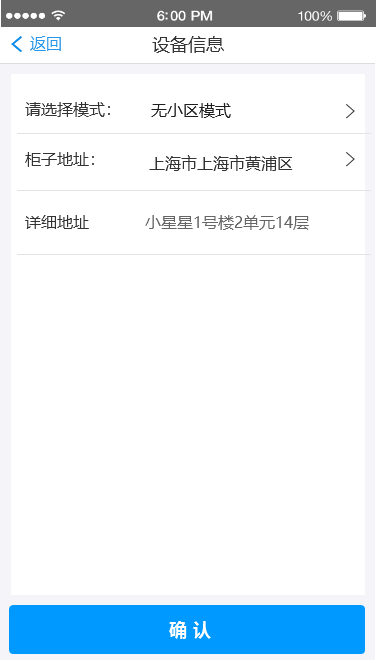 6:00 PM 100%
返回 设备信息
请选择模式: 无小区模式
柜子地址: 上海市上海市黄浦区
详细地址 小星星1号楼2单元14层
确 认